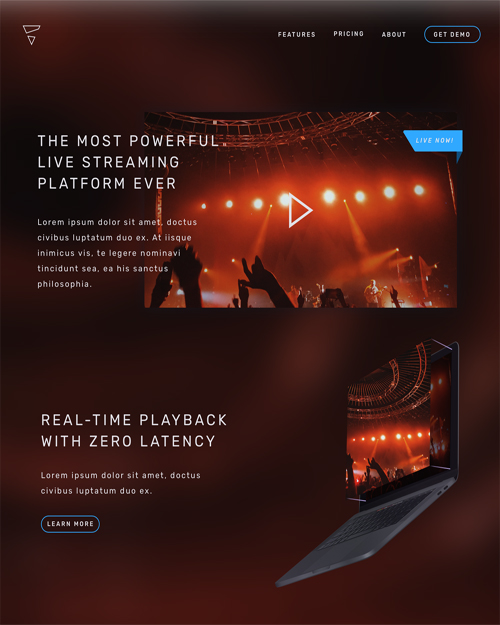 FEATURES PRICING ABOUT GET DEMO
LIVE NOW!
THE MOST POWERFUL
LIVE STREAMING
PLATFORM EVER
Lorem ipsum dolor sit amet, doctus
civibus luptatum duo ex. At iisque
inimicus vis, te legere nominavi
tincidunt sea, ea his sanctus
philosophia.
REAL-TIME PLAYBACK
WITH ZERO LATENCY
Lorem ipsum dolor sit amet, doctus
civibus luptatum duo ex.
LEARN MORE